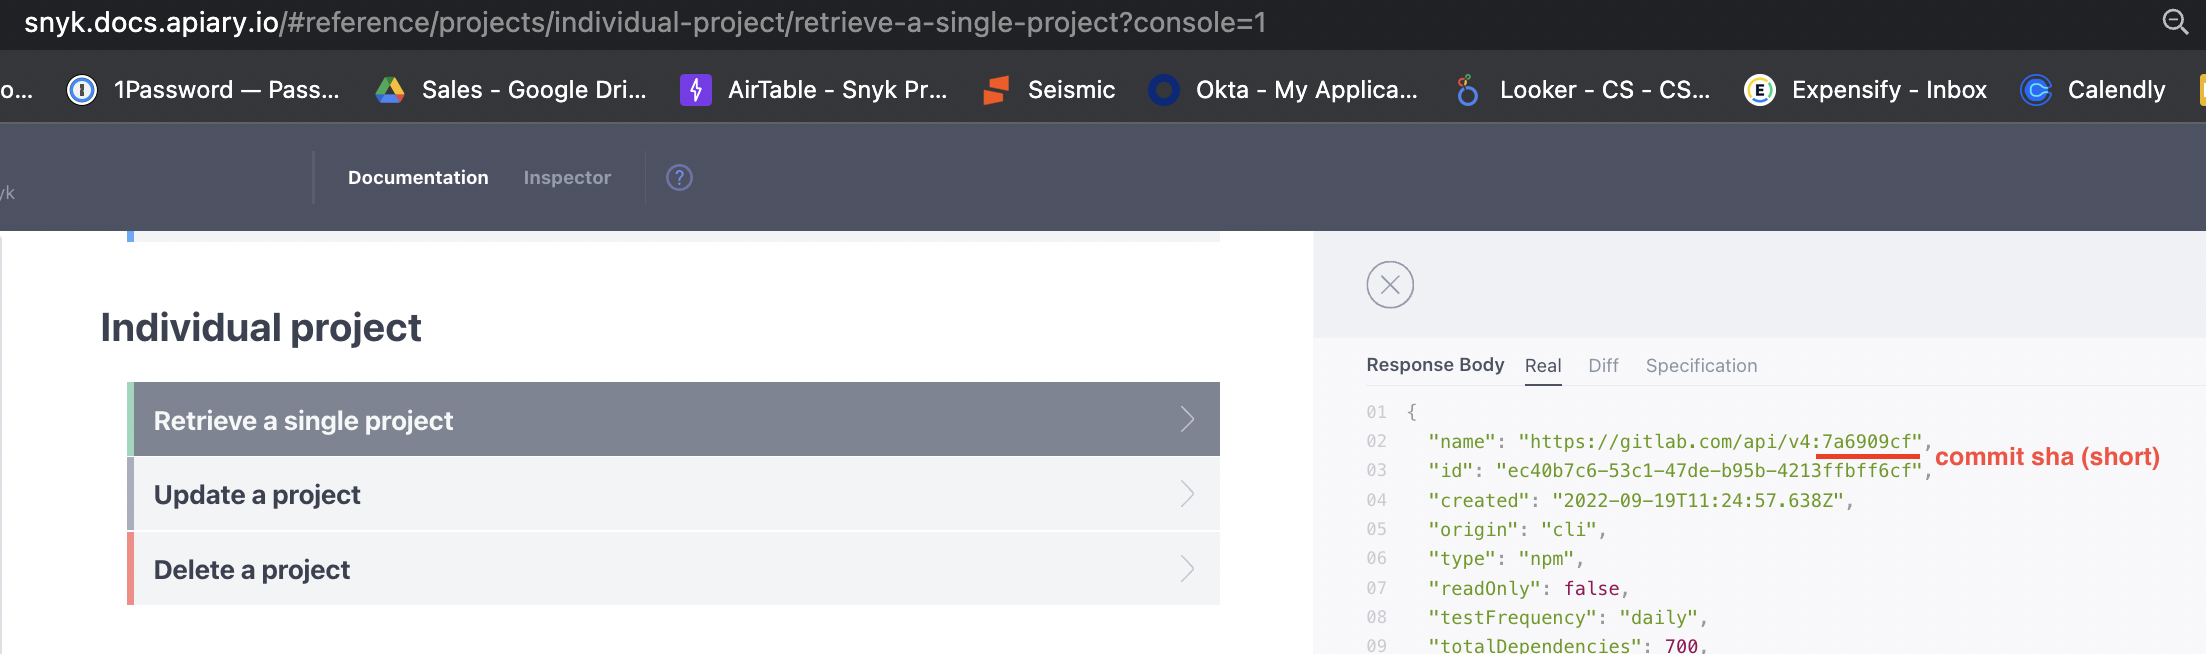 snyk.docs.apiary.io/#reference/projects/individual-project/retrieve-a-single-project?console=1
o... 1Password — Pass... Sales - Google Dri... AirTable - Snyk Pr... Seismic Okta - My Applica... Looker - CS - CS... Expensify - Inbox Calendly
yk
Documentation Inspector ?
Individual project
Retrieve a single project
Update a project
Delete a project
Response Body Real Diff Specification
01 {
02 "name": "https://gitlab.com/api/v4:7a6909cf",
commit sha (short)
03 "id": "ec40b7c6-53c1-47de-b95b-4213ffbff6cf",
04 "created": "2022-09-19T11:24:57.638Z",
05 "origin": "cli",
06 "type": "npm",
07 "readOnly": false,
08 "testFrequency": "daily",
09 "totalDependencies": 700,